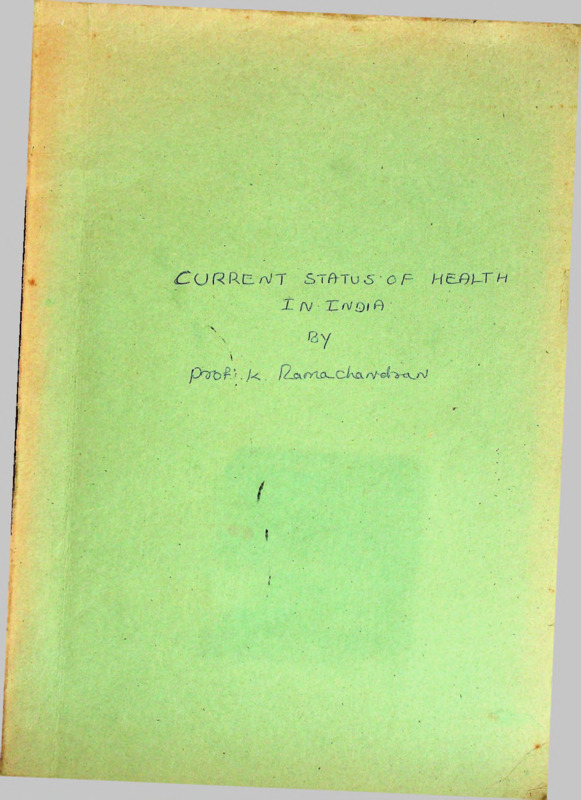 CURRENT STATUS OF HEALTH
IN INDIA
BY
Prof. K. Ramachandran